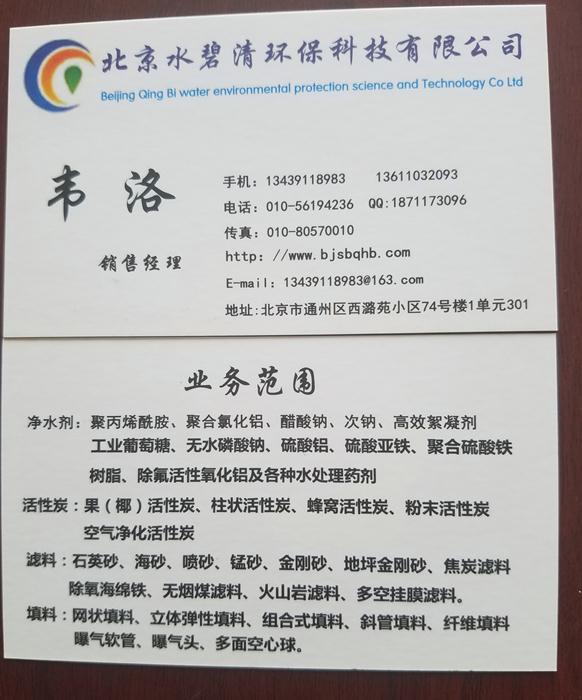 北京水碧清环保科技有限公司
Beijing Qing Bi water environmental protection science and Technology Co Ltd
韦 洛
销售经理
手机：13439118983 13611032093
电话：010-56194236 QQ:1871173096
传真：010-80570010
http：//www.bjsbqhb.com
E-mail：13439118983@163.com
地址:北京市通州区西潞苑小区74号楼1单元301
业务范围
净水剂：聚丙烯酰胺、聚合氯化铝、醋酸钠、次钠、高效絮凝剂
工业葡萄糖、无水磷酸钠、硫酸铝、硫酸亚铁、聚合硫酸铁
树脂、除氟活性氧化铝及各种水处理药剂
活性炭：果（椰）活性炭、柱状活性炭、蜂窝活性炭、粉末活性炭
空气净化活性炭
滤料：石英砂、海砂、喷砂、锰砂、金刚砂、地坪金刚砂、焦炭滤料
除氧海绵铁、无烟煤滤料、火山岩滤料、多空挂膜滤料。
填料：网状填料、立体弹性填料、组合式填料、斜管填料、纤维填料
曝气软管、曝气头、多面空心球。